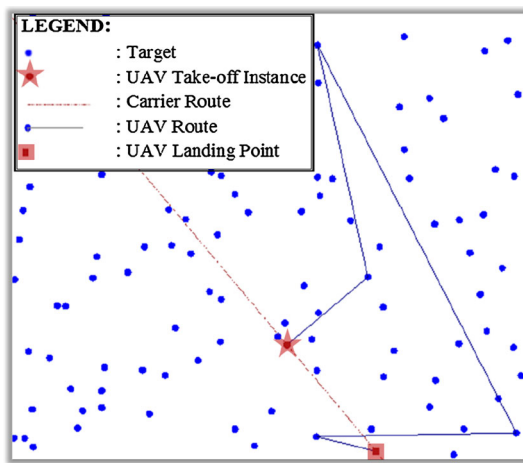 LEGEND:
: Target
: UAV Take-off Instance
: Carrier Route
: UAV Route
: UAV Landing Point